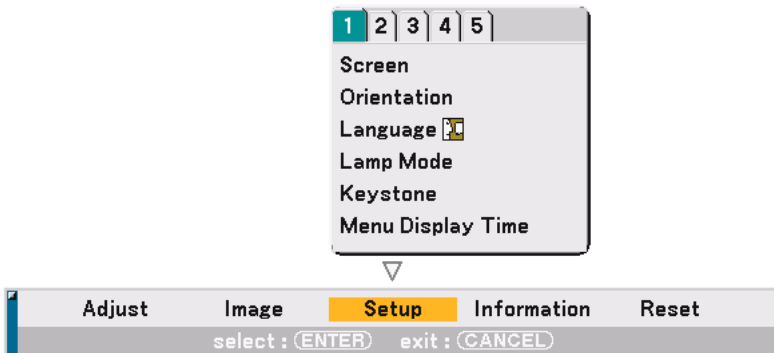 1 2 3 4 5
Screen
Orientation
Language
Lamp Mode
Keystone
Menu Display Time
Adjust Image Setup Information Reset
select : ENTER exit : CANCEL